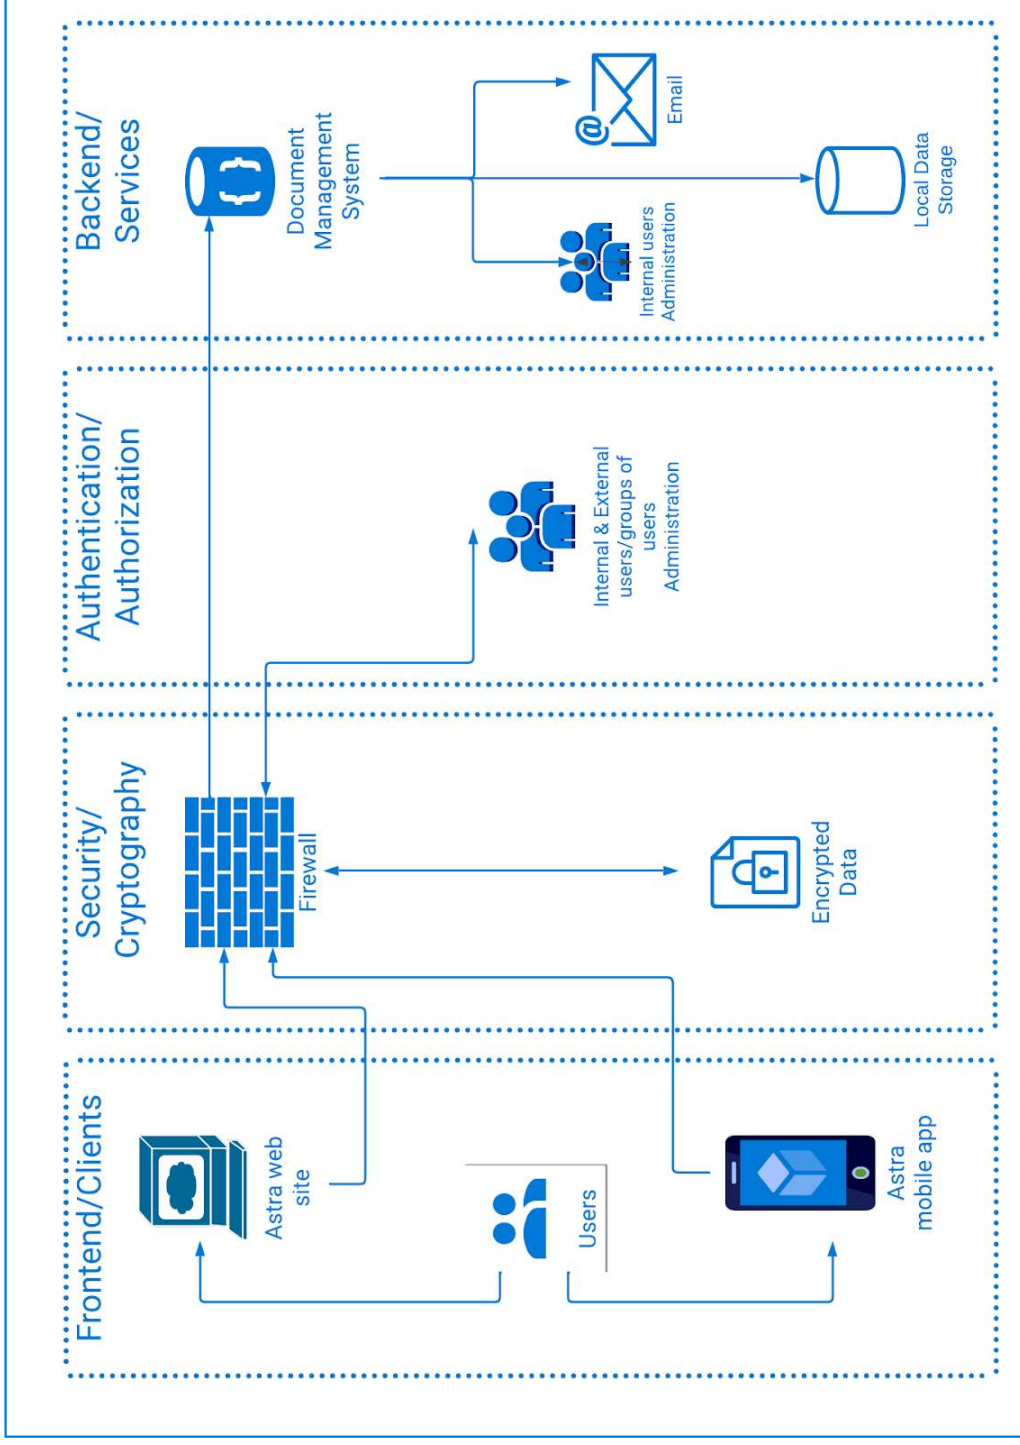 Frontend/Clients
Astra web
site
Users
Astra
mobile app
Security/
Cryptography
Firewall
Encrypted
Data
Authentication/
Authorization
Internal & External
users/groups of
users
Administration
Backend/
Services
Document
Management
System
Internal users
Administration
@
Email
Local Data
Storage